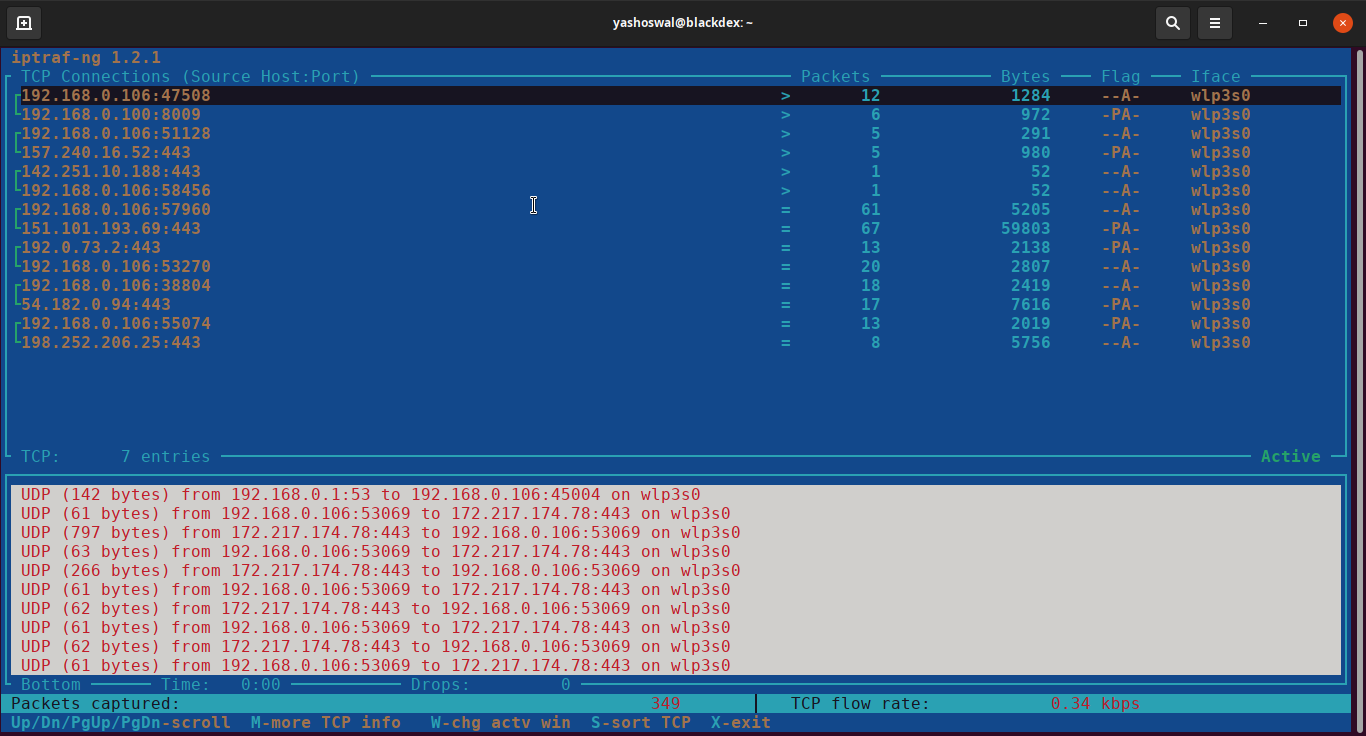 yashoswal@blackdex: ~
iptraf-ng 1.2.1
TCP Connections (Source Host:Port) Packets Bytes Flag Iface
192.168.0.106:47508 > 12 1284 --A- wlp3s0
192.168.0.100:8009 > 6 972 -PA- wlp3s0
192.168.0.106:51128 > 5 291 --A- wlp3s0
157.240.16.52:443 > 5 980 -PA- wlp3s0
142.251.10.188:443 > 1 52 --A- wlp3s0
192.168.0.106:58456 > 1 52 --A- wlp3s0
192.168.0.106:57960 = 61 5205 --A- wlp3s0
151.101.193.69:443 = 67 59803 -PA- wlp3s0
192.0.73.2:443 = 13 2138 -PA- wlp3s0
192.168.0.106:53270 = 20 2807 --A- wlp3s0
192.168.0.106:38804 = 18 2419 --A- wlp3s0
54.182.0.94:443 = 17 7616 -PA- wlp3s0
192.168.0.106:55074 = 13 2019 -PA- wlp3s0
198.252.206.25:443 = 8 5756 --A- wlp3s0
TCP: 7 entries Active
UDP (142 bytes) from 192.168.0.1:53 to 192.168.0.106:45004 on wlp3s0
UDP (61 bytes) from 192.168.0.106:53069 to 172.217.174.78:443 on wlp3s0
UDP (797 bytes) from 172.217.174.78:443 to 192.168.0.106:53069 on wlp3s0
UDP (63 bytes) from 192.168.0.106:53069 to 172.217.174.78:443 on wlp3s0
UDP (266 bytes) from 172.217.174.78:443 to 192.168.0.106:53069 on wlp3s0
UDP (61 bytes) from 192.168.0.106:53069 to 172.217.174.78:443 on wlp3s0
UDP (62 bytes) from 172.217.174.78:443 to 192.168.0.106:53069 on wlp3s0
UDP (61 bytes) from 192.168.0.106:53069 to 172.217.174.78:443 on wlp3s0
UDP (62 bytes) from 172.217.174.78:443 to 192.168.0.106:53069 on wlp3s0
UDP (61 bytes) from 192.168.0.106:53069 to 172.217.174.78:443 on wlp3s0
Bottom Time: 0:00 Drops: 0
Packets captured: 349 TCP flow rate: 0.34 kbps
Up/Dn/PgUp/PgDn-scroll M-more TCP info W-chg actv win S-sort TCP X-exit